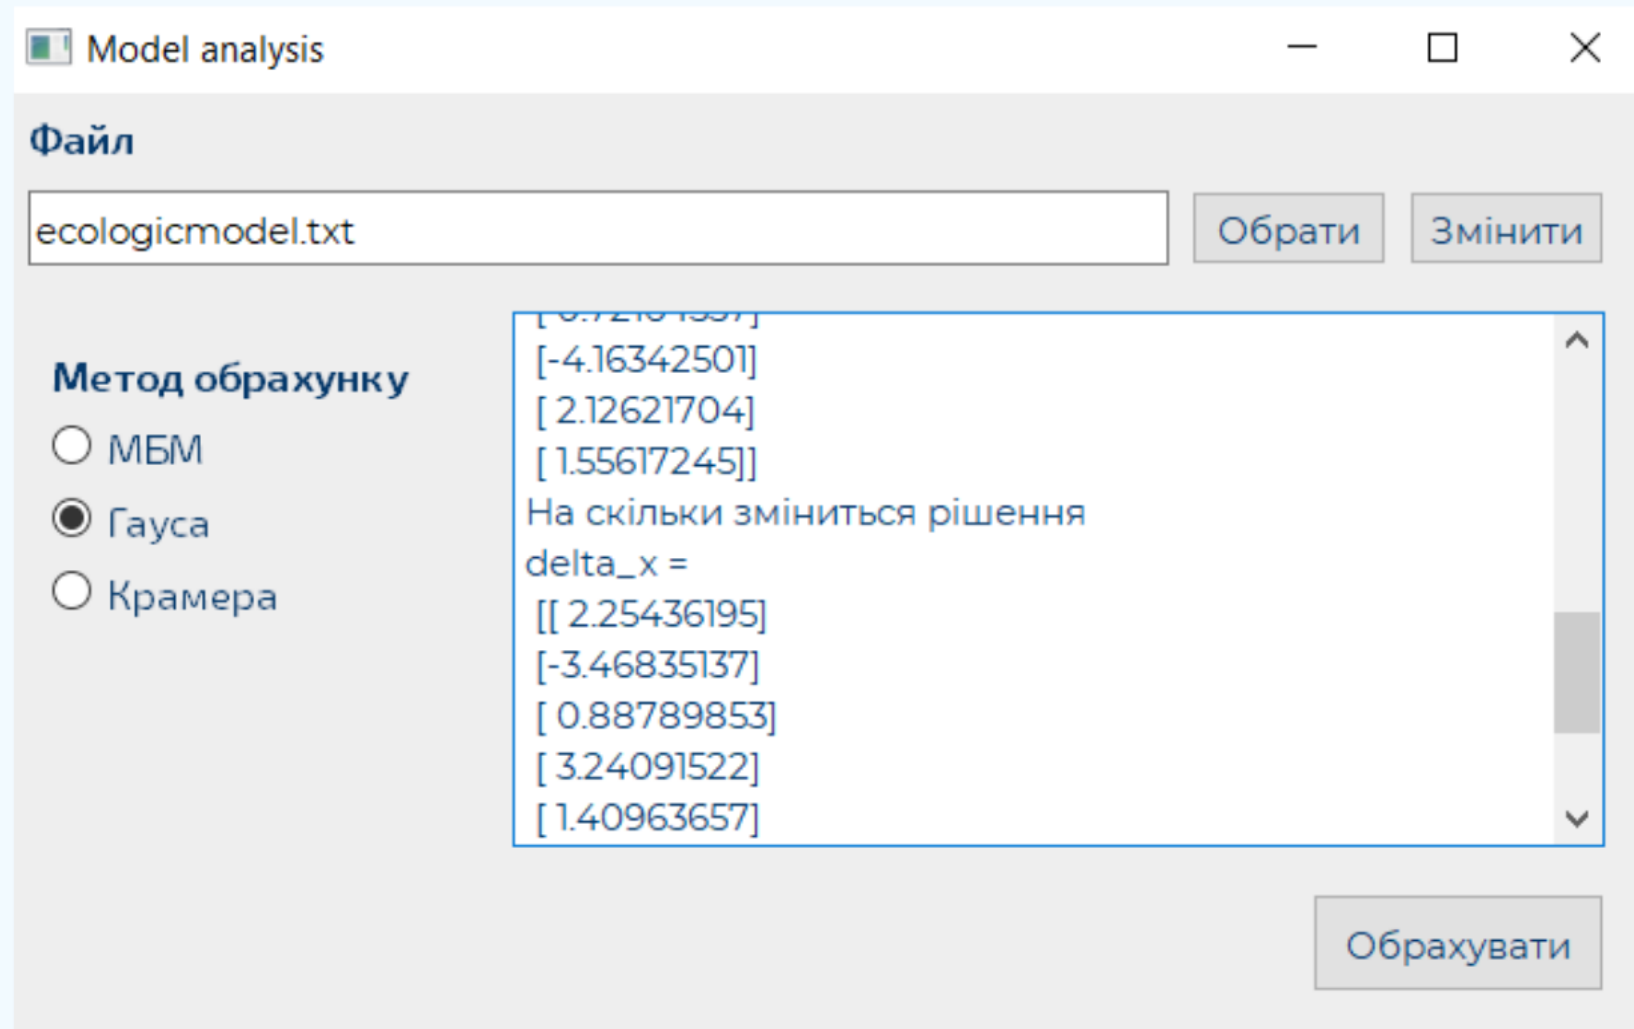 Model analysis
Файл
ecologicmodel.txt
Обрати
Змінити
Метод обрахунку
МБМ
Гауса
Крамера
[-4.16342501]
[ 2.12621704]
[ 1.55617245]]
На скільки зміниться рішення
delta_x =
[[ 2.25436195]
[-3.46835137]
[ 0.88789853]
[ 3.24091522]
[ 1.40963657]
Обрахувати